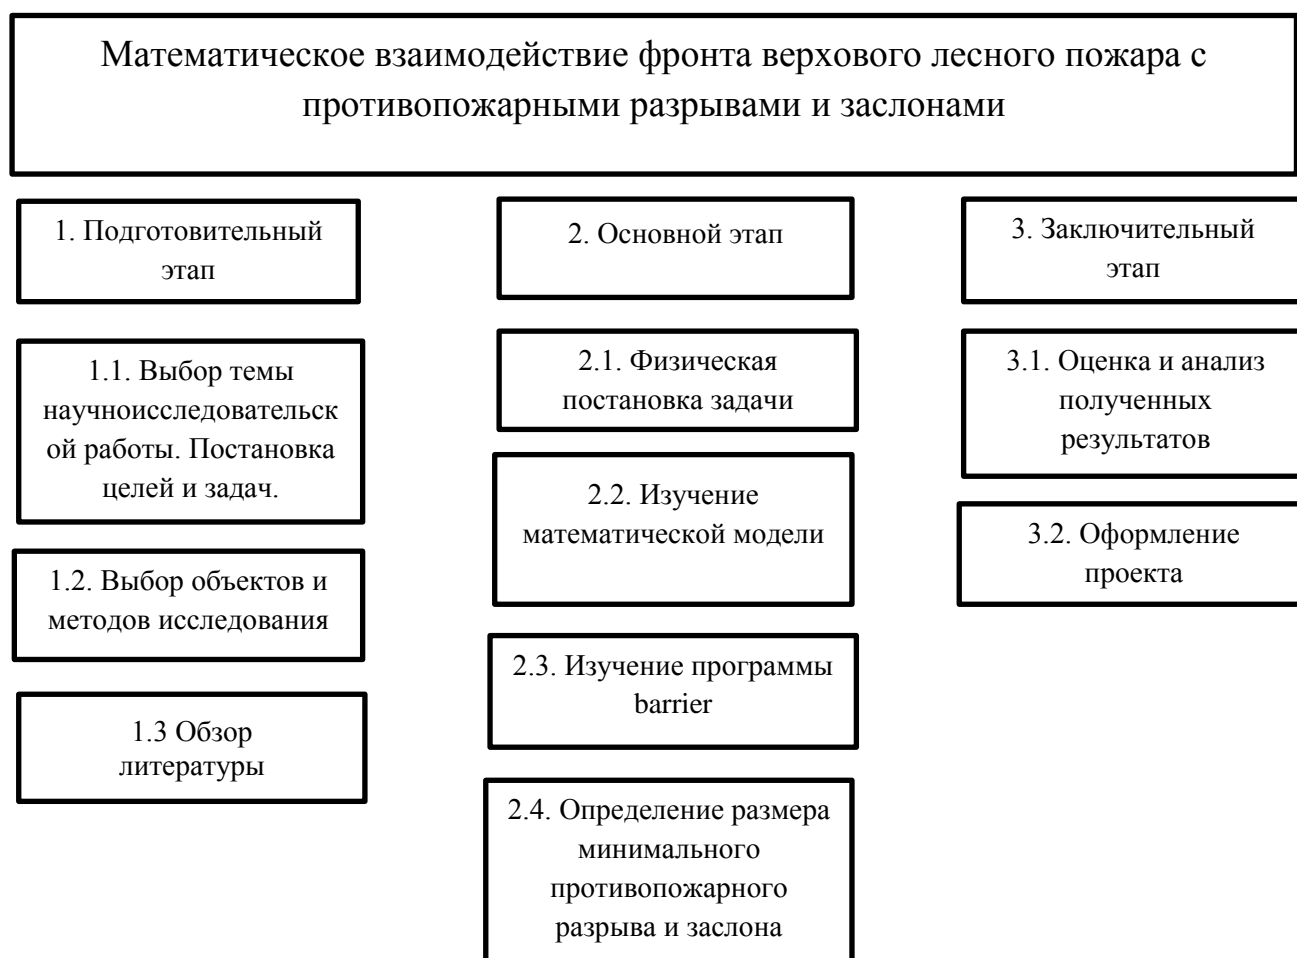 Математическое взаимодействие фронта верхового лесного пожара с
противопожарными разрывами и заслонами
1. Подготовительный
этап
1.1. Выбор темы
научноисследовательск
ой работы. Постановка
целей и задач.
1.2. Выбор объектов и
методов исследования
1.3 Обзор
литературы
2. Основной этап
2.1. Физическая
постановка задачи
2.2. Изучение
математической модели
2.3. Изучение программы
barrier
2.4. Определение размера
минимального
противопожарного
разрыва и заслона
3. Заключительный
этап
3.1. Оценка и анализ
полученных
результатов
3.2. Оформление
проекта